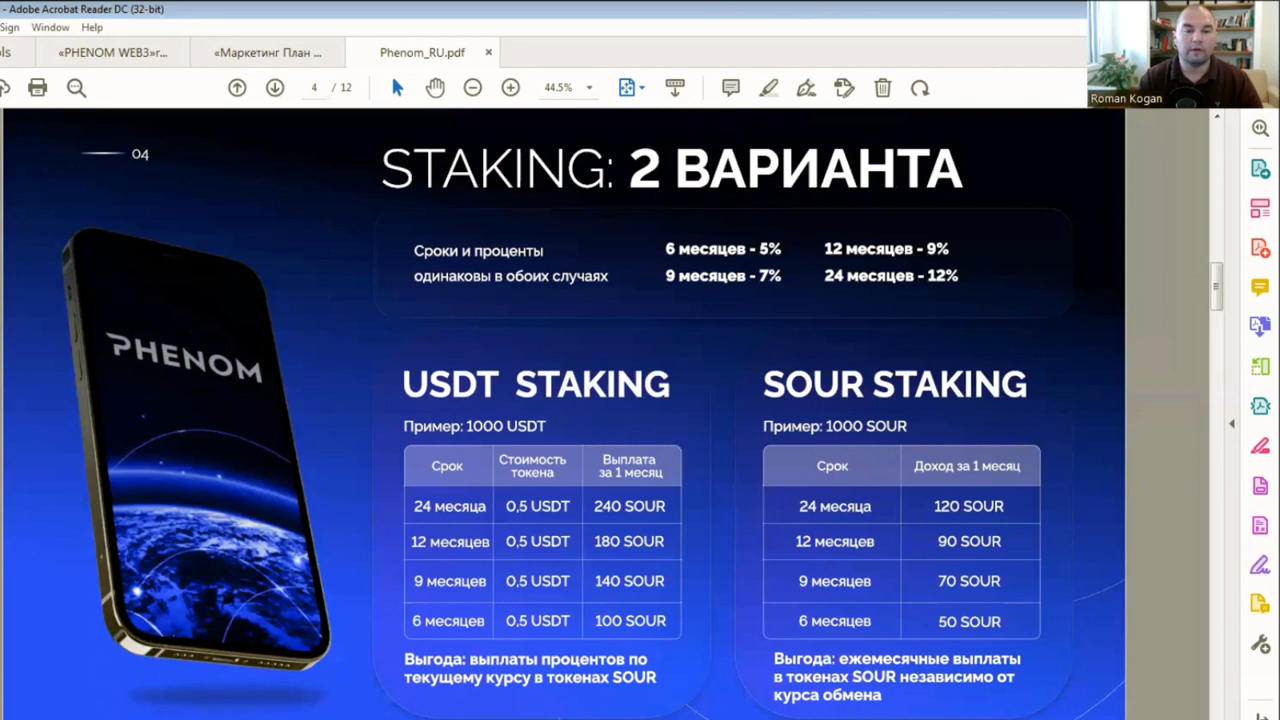 - Adobe Acrobat Reader DC (32-bit)
Sign Window Help
ls
«PHENOM WEB3»r...
«Маркетинг План ...
Phenom_RU.pdf
4 / 12
44.5%
Roman Kogan
04
STAKING: 2 ВАРИАНТА
Сроки и проценты
одинаковы в обоих случаях
6 месяцев - 5%
12 месяцев - 9%
9 месяцев - 7%
24 месяцев - 12%
PHENOM
USDT STAKING
Пример: 1000 USDT
Срок
Стоимость
токена
Выплата
за 1 месяц
24 месяца 0,5 USDT 240 SOUR
12 месяцев 0,5 USDT 180 SOUR
9 месяцев 0,5 USDT 140 SOUR
6 месяцев 0,5 USDT 100 SOUR
Выгода: выплаты процентов по
текущему курсу в токенах SOUR
SOUR STAKING
Пример: 1000 SOUR
Срок Доход за 1 месяц
24 месяца 120 SOUR
12 месяцев 90 SOUR
9 месяцев 70 SOUR
6 месяцев 50 SOUR
Выгода: ежемесячные выплаты
в токенах SOUR независимо от
курса обмена